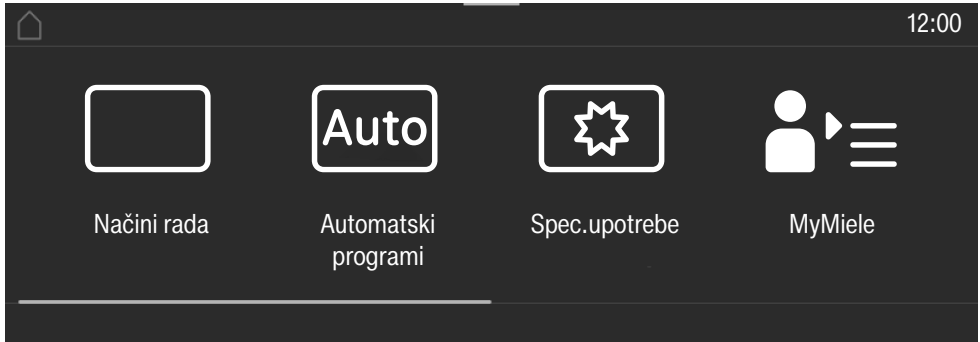 12:00
Auto
Načini rada
Automatski
programi
Spec.upotrebe
MyMiele